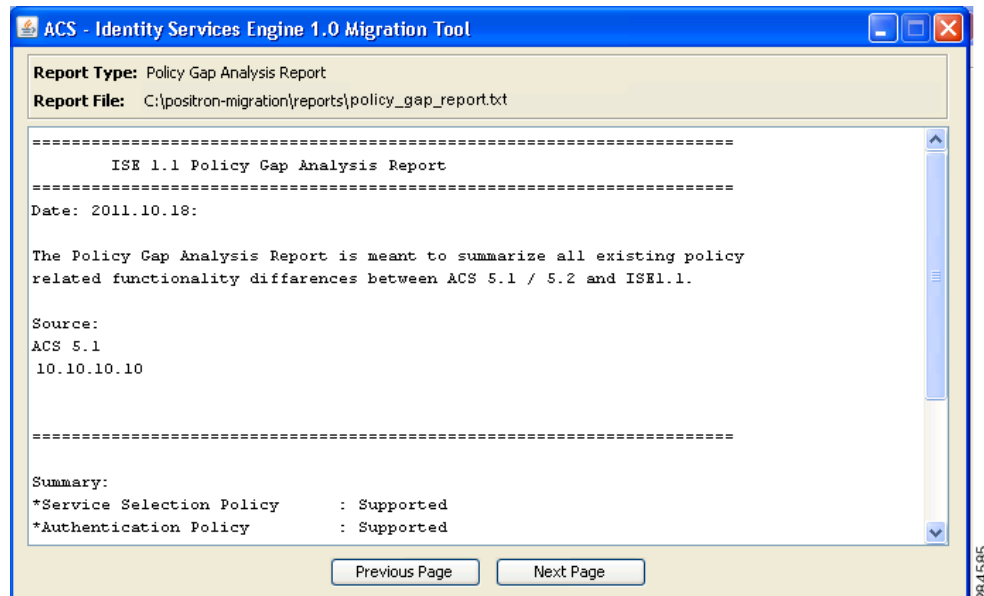 ACS - Identity Services Engine 1.0 Migration Tool
Report Type: Policy Gap Analysis Report
Report File: C:\positron-migration\reports\policy_gap_report.txt
=======================================================================
ISE 1.1 Policy Gap Analysis Report
=======================================================================
Date: 2011.10.18:
The Policy Gap Analysis Report is meant to summarize all existing policy
related functionality diffarences between ACS 5.1 / 5.2 and ISE1.1.
Source:
ACS 5.1
10.10.10.10
=======================================================================
Summary:
*Service Selection Policy : Supported
*Authentication Policy : Supported
Previous Page Next Page
284585